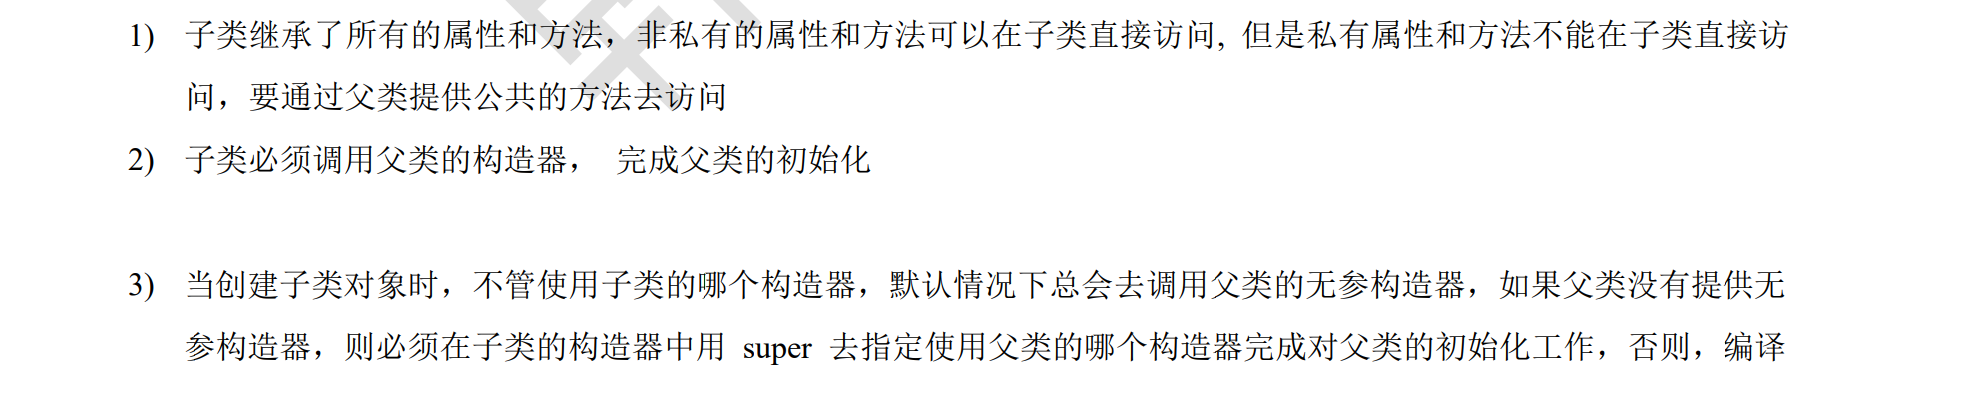 1) 子类继承了所有的属性和方法，非私有的属性和方法可以在子类直接访问, 但是私有属性和方法不能在子类直接访
问，要通过父类提供公共的方法去访问
2) 子类必须调用父类的构造器， 完成父类的初始化
3) 当创建子类对象时，不管使用子类的哪个构造器，默认情况下总会去调用父类的无参构造器，如果父类没有提供无
参构造器，则必须在子类的构造器中用 super 去指定使用父类的哪个构造器完成对父类的初始化工作，否则，编译